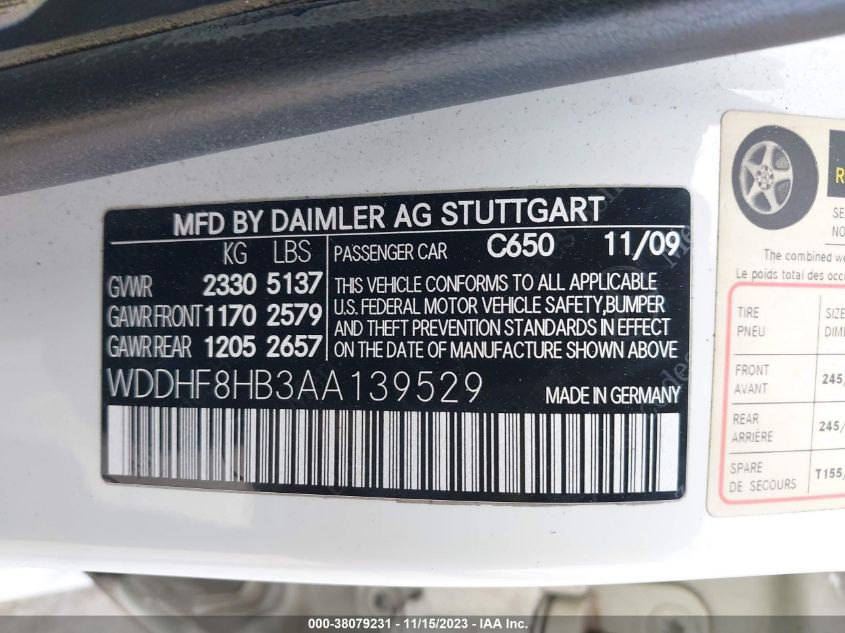 MFD BY DAIMLER AG STUTTGART
KG LBS
GVWR 2330 5137
GAWR FRONT 1170 2579
GAWR REAR 1205 2657
PASSENGER CAR C650 11/09
THIS VEHICLE CONFORMS TO ALL APPLICABLE
U.S. FEDERAL MOTOR VEHICLE SAFETY,BUMPER
AND THEFT PREVENTION STANDARDS IN EFFECT
ON THE DATE OF MANUFACTURE SHOWN ABOVE
WDDHF8HB3AA139529 MADE IN GERMANY
The combined
Le poids total des
TIRE
PNEU
FRONT
AVANT
245/
REAR
ARRIÈRE
245/
SPARE
DE SECOURS
T155/
000-38079231 - 11/15/2023 - IAA Inc.